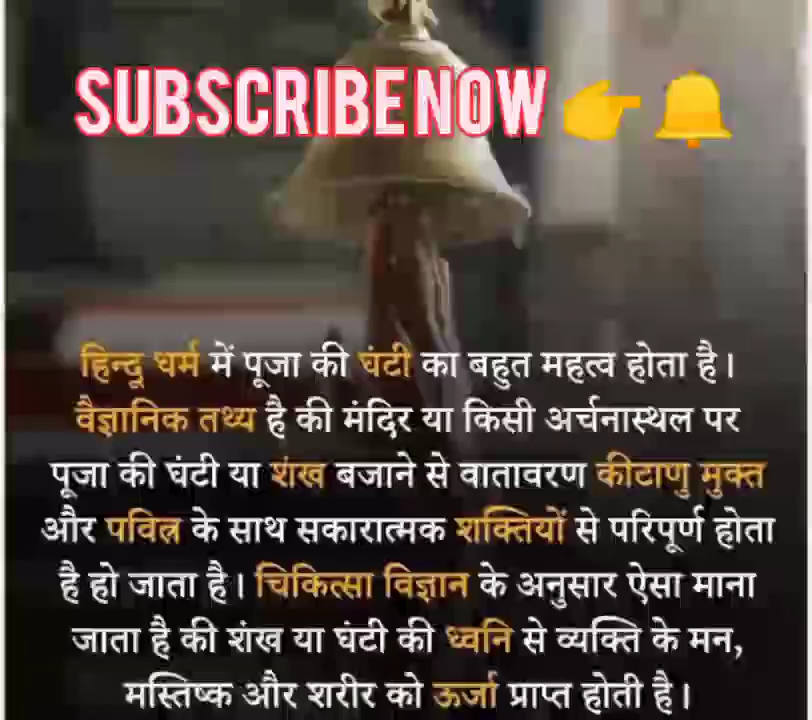 SUBSCRIBE NOW 👉🔔
हिन्दू धर्म में पूजा की घंटी का बहुत महत्व होता है।
वैज्ञानिक तथ्य है की मंदिर या किसी अर्चनास्थल पर
पूजा की घंटी या शंख बजाने से वातावरण कीटाणु मुक्त
और पवित्र के साथ सकारात्मक शक्तियों से परिपूर्ण होता
है हो जाता है। चिकित्सा विज्ञान के अनुसार ऐसा माना
जाता है की शंख या घंटी की ध्वनि से व्यक्ति के मन,
मस्तिष्क और शरीर को ऊर्जा प्राप्त होती है।